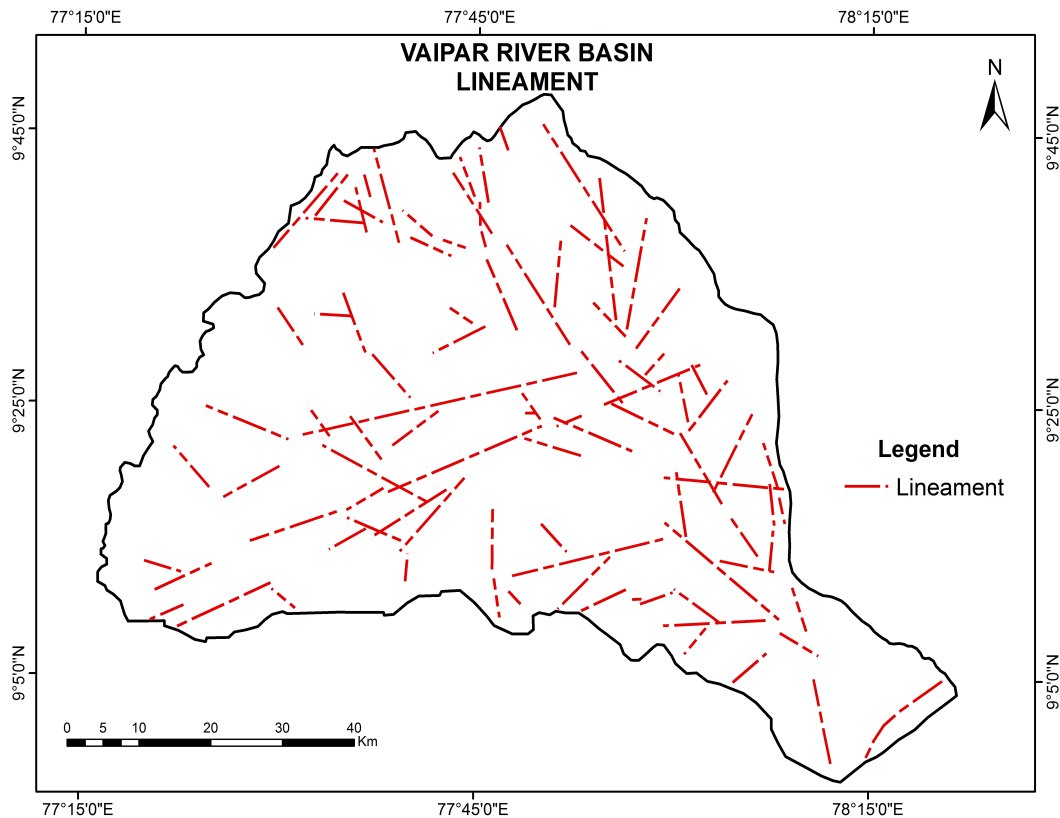 77°15'0"E 77°45'0"E 78°15'0"E
VAIPAR RIVER BASIN
LINEAMENT
N
9°45'0"N 9°45'0"N
9°25'0"N 9°25'0"N
Legend
Lineament
9°5'0"N 9°5'0"N
0 5 10 20 30 40
Km
77°15'0"E 77°45'0"E 78°15'0"E